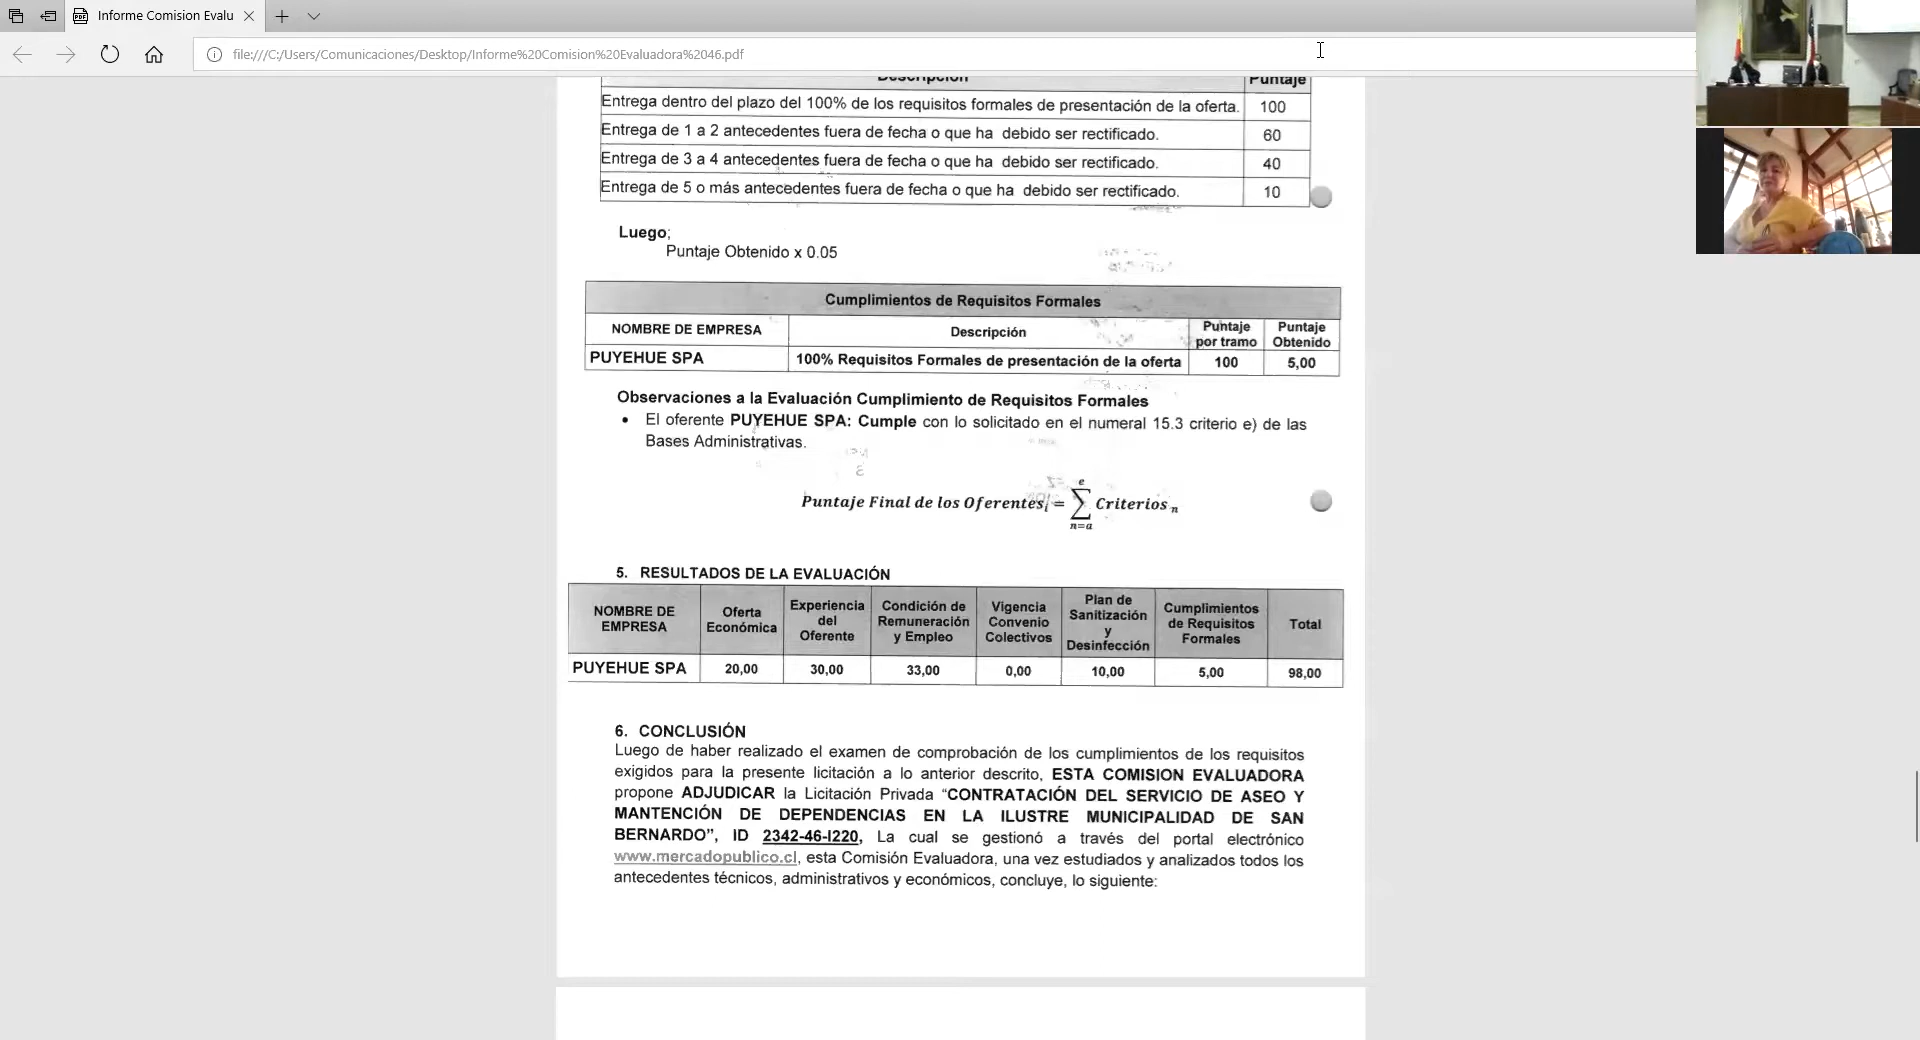 Informe Comision Evalu
file:///C:/Users/Comunicaciones/Desktop/Informe%20Comision%20Evaluadora%2046.pdf
Descripción Puntaje
Entrega dentro del plazo del 100% de los requisitos formales de presentación de la oferta. 100
Entrega de 1 a 2 antecedentes fuera de fecha o que ha debido ser rectificado. 60
Entrega de 3 a 4 antecedentes fuera de fecha o que ha debido ser rectificado. 40
Entrega de 5 o más antecedentes fuera de fecha o que ha debido ser rectificado. 10
Luego;
Puntaje Obtenido x 0.05
Cumplimientos de Requisitos Formales
NOMBRE DE EMPRESA Descripción Puntaje por tramo Puntaje Obtenido
PUYEHUE SPA 100% Requisitos Formales de presentación de la oferta 100 5,00
Observaciones a la Evaluación Cumplimiento de Requisitos Formales
• El oferente PUYEHUE SPA: Cumple con lo solicitado en el numeral 15.3 criterio e) de las
Bases Administrativas.
Puntaje Final de los Oferentes i = e ∑ n=a Criterios n
5. RESULTADOS DE LA EVALUACIÓN
NOMBRE DE EMPRESA Oferta Económica Experiencia del Oferente Condición de Remuneración y Empleo Vigencia Convenio Colectivos Plan de Sanitización y Desinfección Cumplimientos de Requisitos Formales Total
PUYEHUE SPA 20,00 30,00 33,00 0,00 10,00 5,00 98,00
6. CONCLUSIÓN
Luego de haber realizado el examen de comprobación de los cumplimientos de los requisitos
exigidos para la presente licitación a lo anterior descrito, ESTA COMISION EVALUADORA
propone ADJUDICAR la Licitación Privada “CONTRATACIÓN DEL SERVICIO DE ASEO Y
MANTENCIÓN DE DEPENDENCIAS EN LA ILUSTRE MUNICIPALIDAD DE SAN
BERNARDO”, ID 2342-46-I220, La cual se gestionó a través del portal electrónico
www.mercadopublico.cl, esta Comisión Evaluadora, una vez estudiados y analizados todos los
antecedentes técnicos, administrativos y económicos, concluye, lo siguiente: